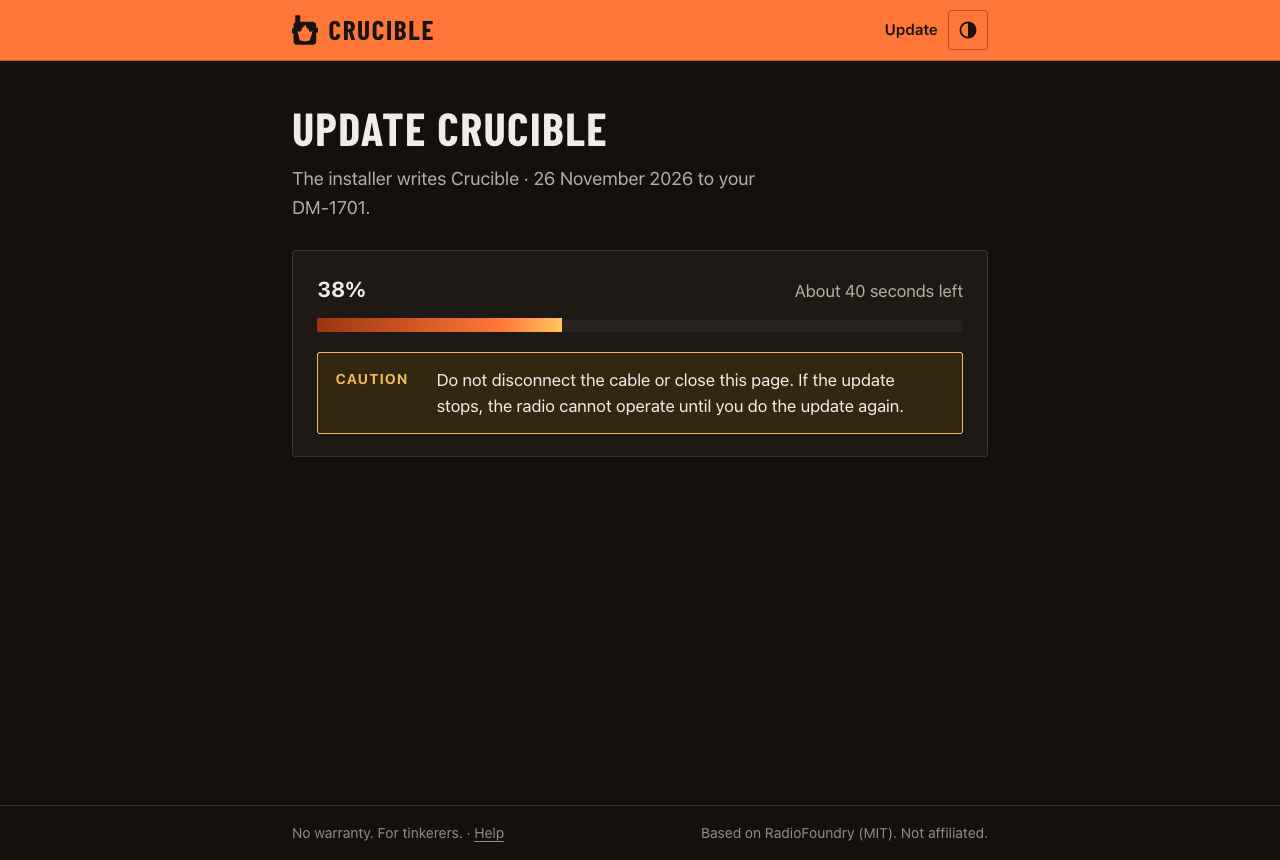 CRUCIBLE
Update
UPDATE CRUCIBLE
The installer writes Crucible · 26 November 2026 to your
DM-1701.
38%
About 40 seconds left
CAUTION
Do not disconnect the cable or close this page. If the update
stops, the radio cannot operate until you do the update again.
No warranty. For tinkerers. · Help
Based on RadioFoundry (MIT). Not affiliated.